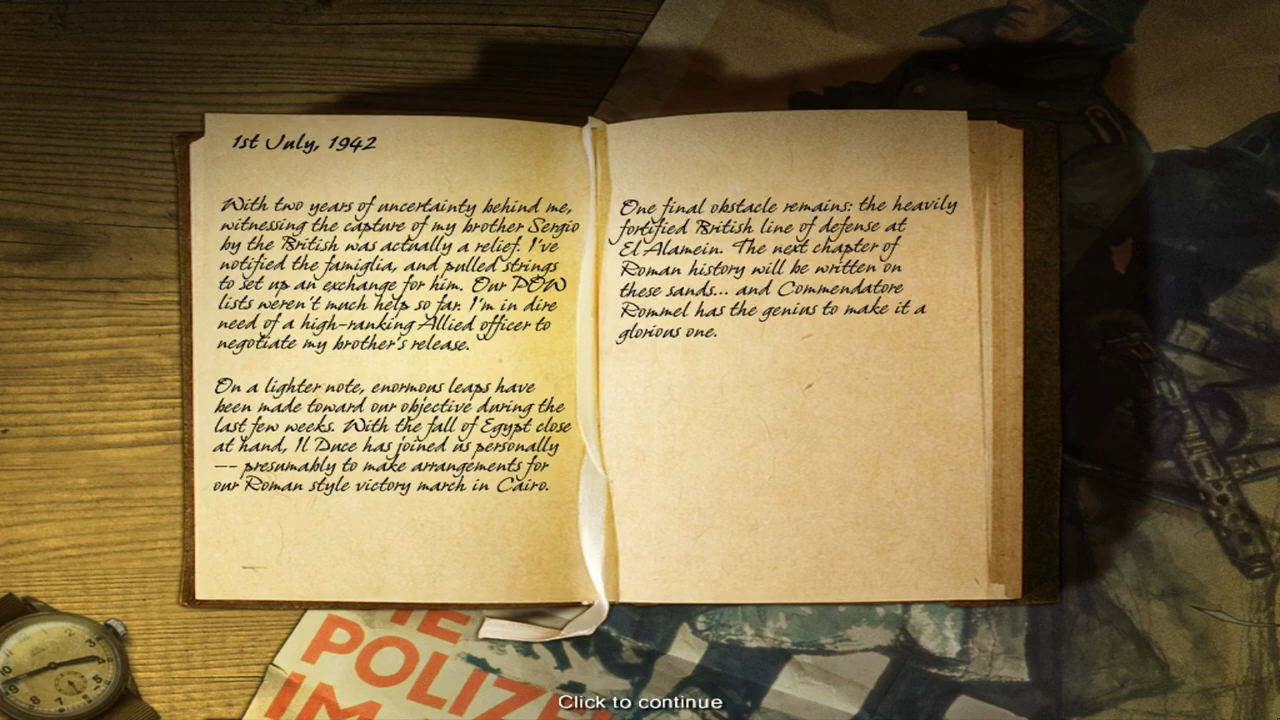 1st July, 1942
With two years of uncertainty behind me,
witnessing the capture of my brother Sergio
by the British was actually a relief. I've
notified the famiglia, and pulled strings
to set up an exchange for him. Our POW
lists weren't much help so far. I'm in dire
need of a high-ranking Allied officer to
negotiate my brother's release.
On a lighter note, enormous leaps have
been made toward our objective during the
last few weeks. With the fall of Egypt close
at hand, Il Duce has joined us personally
-- presumably to make arrangements for
our Roman style victory march in Cairo.
One final obstacle remains: the heavily
fortified British line of defense at
El Alamein. The next chapter of
Roman history will be written on
these sands... and Commendatore
Rommel has the genius to make it a
glorious one.
POLIZE
IM
Click to continue